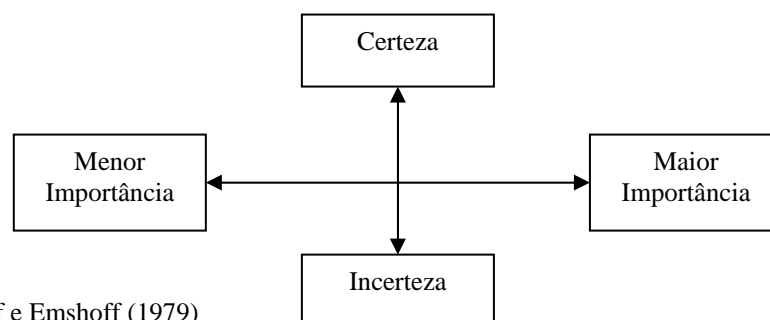 Certeza
Menor
Importância
Maior
Importância
Incerteza
e Emshoff (1979)